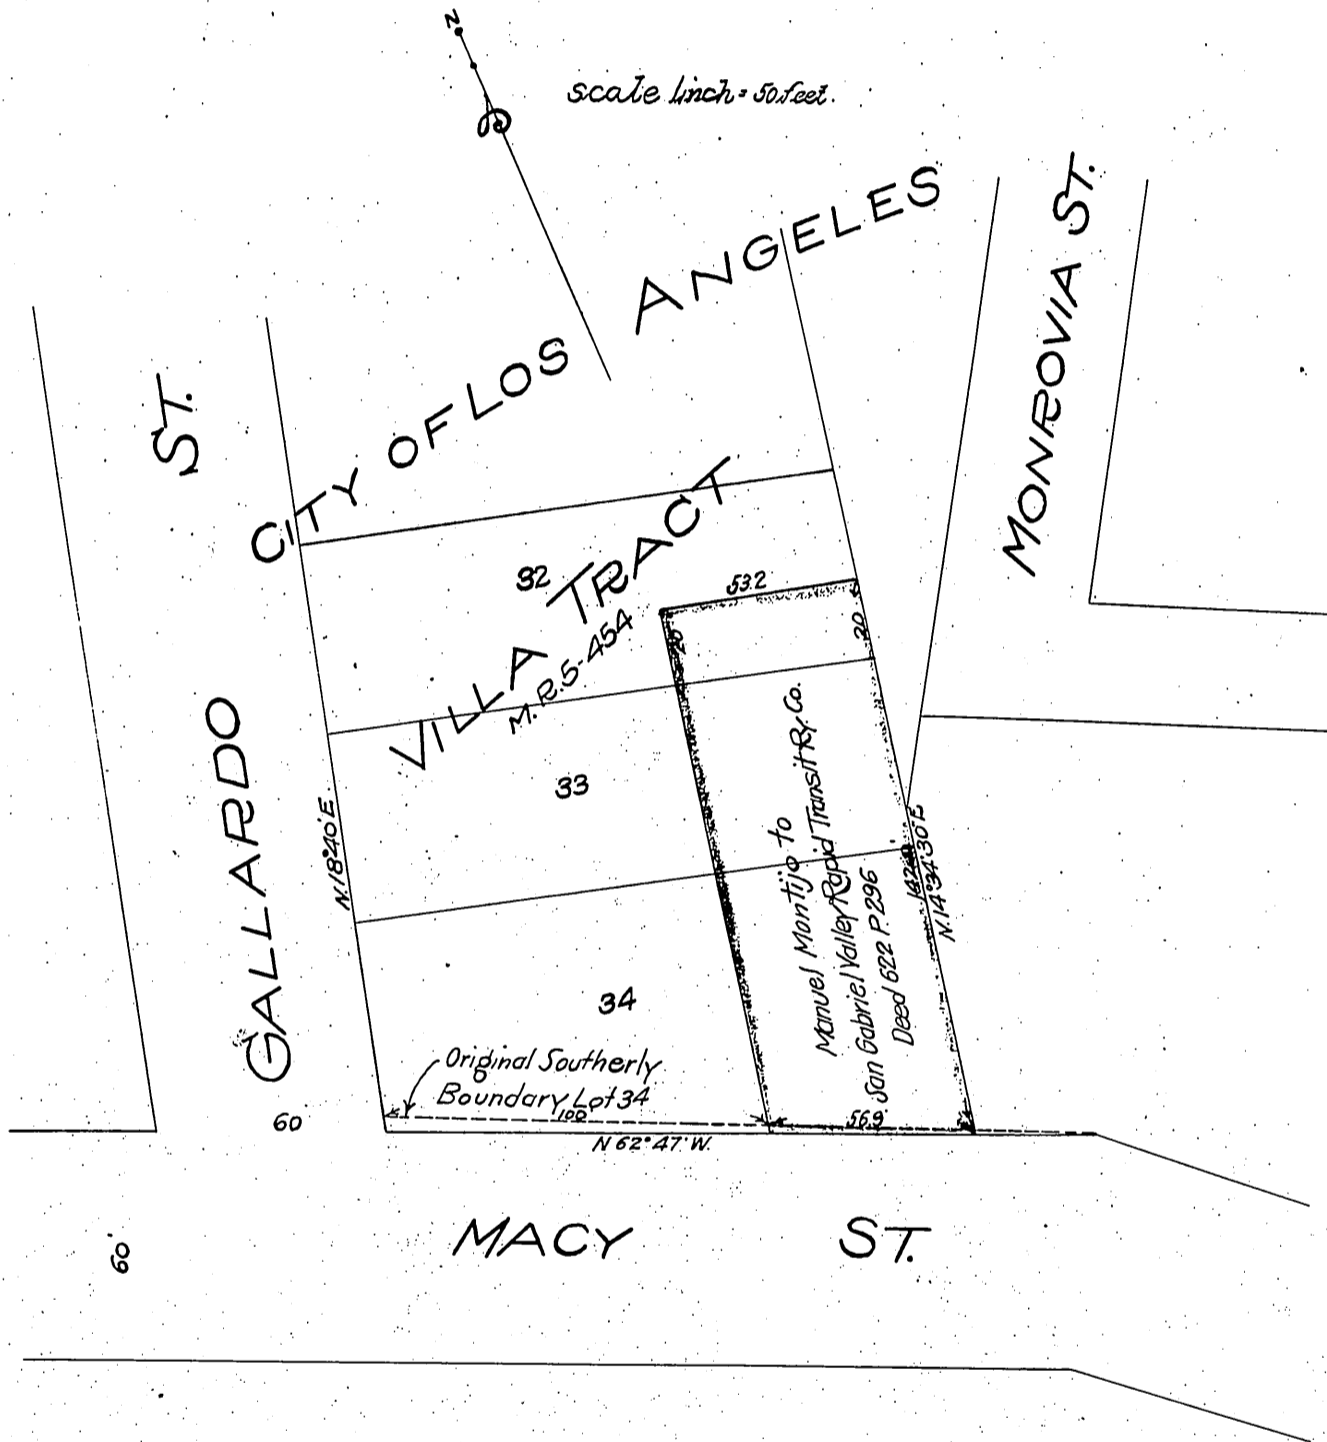 N.
scale 1inch = 50 feet.
CITY OF LOS ANGELES
MONROVIA ST.
GALLARDO ST.
VILLA TRACT
M. R. 5-454
32
53.2
20
20
33
N.18°40'E.
Manuel Montijo to
San Gabriel Valley Rapid Transit Ry. Co.
Deed 622 P. 296
N.14°34'30"E.
34
Original Southerly
Boundary Lot 34
100
56.9
60
N 62°47' W.
MACY ST.
60'